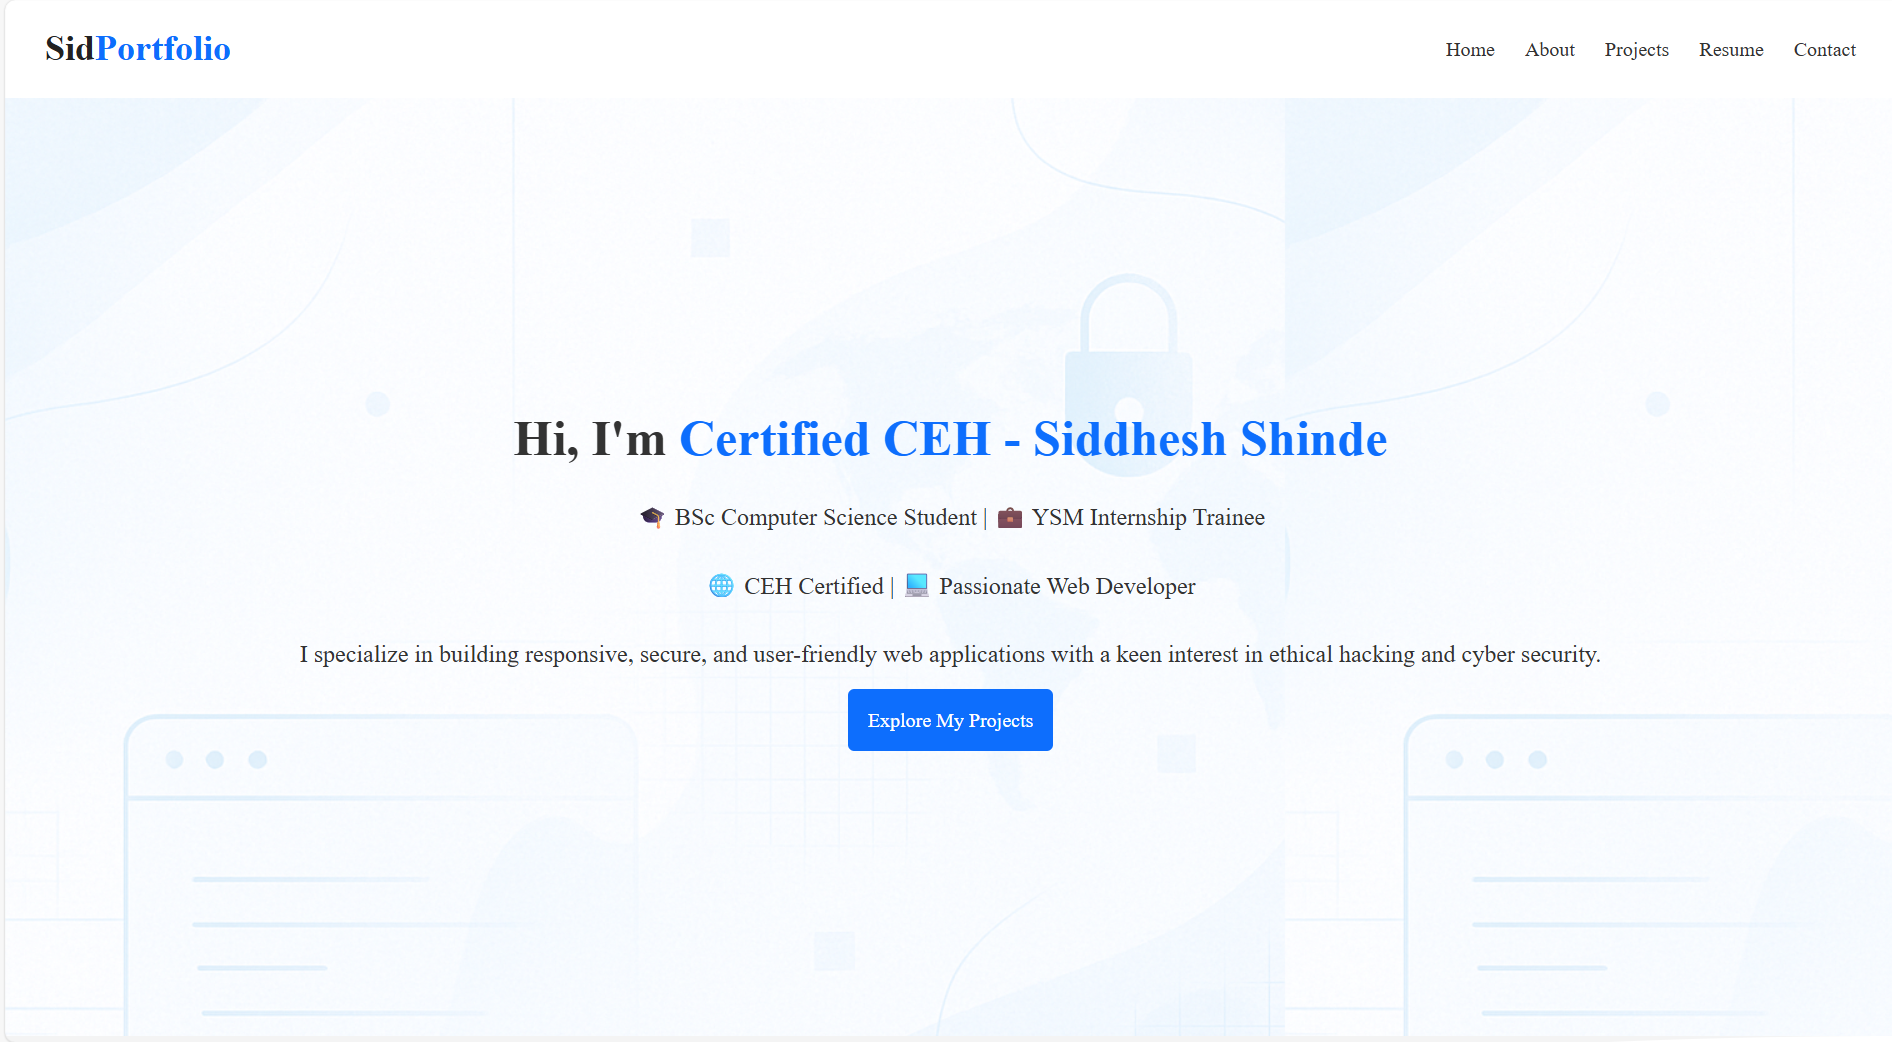 SidPortfolio
Home About Projects Resume Contact
Hi, I'm Certified CEH - Siddhesh Shinde
🎓 BSc Computer Science Student | 💼 YSM Internship Trainee
🌐 CEH Certified | 💻 Passionate Web Developer
I specialize in building responsive, secure, and user-friendly web applications with a keen interest in ethical hacking and cyber security.
Explore My Projects